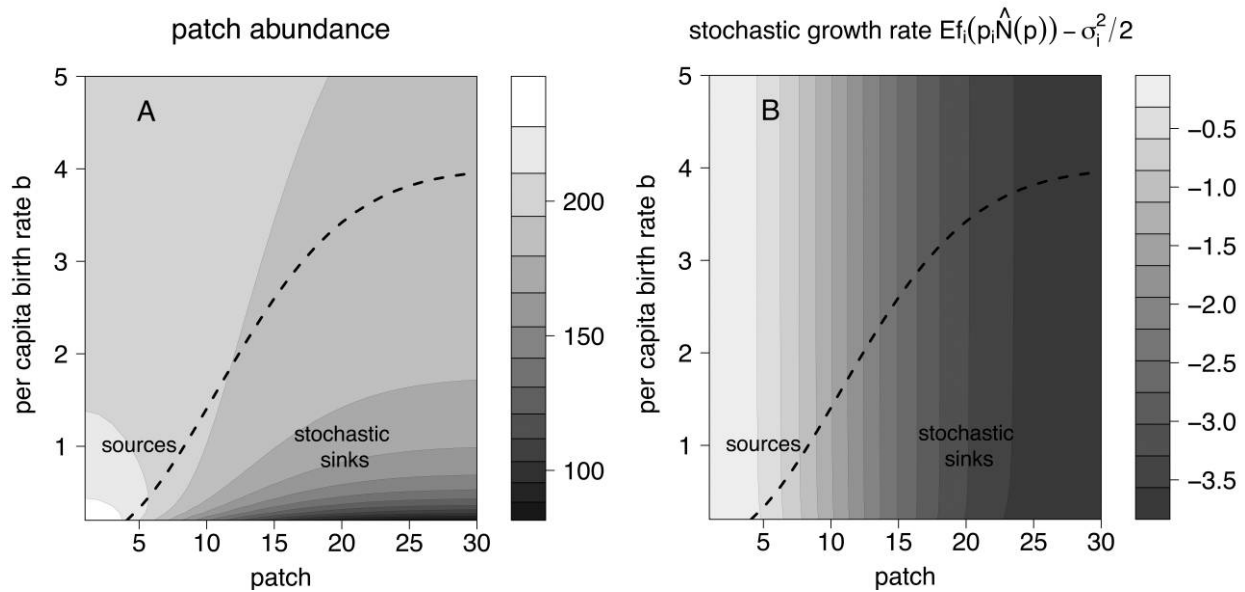 patch abundance
A
sources
stochastic
sinks
per capita birth rate b
5
4
3
2
1
5
10
15
20
25
30
patch
200
150
100
stochastic growth rate Ef_i(p_iN̂(p)) − σ_i^2/2
B
sources
stochastic
sinks
per capita birth rate b
5
4
3
2
1
5
10
15
20
25
30
patch
−0.5
−1.0
−1.5
−2.0
−2.5
−3.0
−3.5